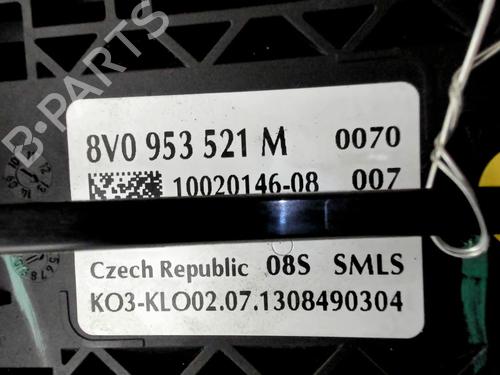 B-PARTS
8V0 953 521 M 0070
10020146-08 007
Czech Republic 08S SMLS
KO3-KLO02.07.1308490304